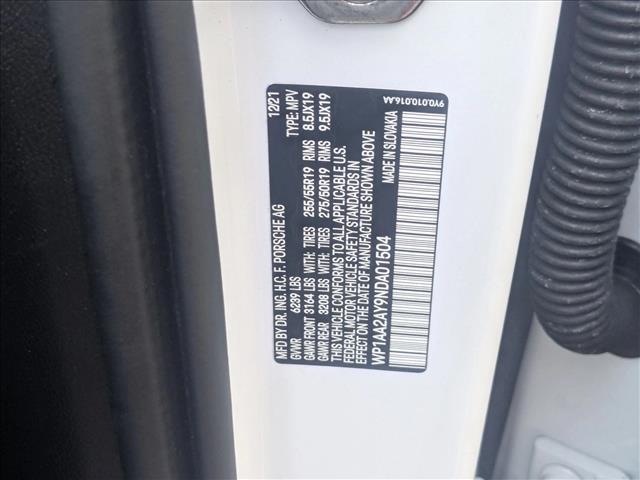 MFD BY DR. ING. H.C. F. PORSCHE AG 12/21
GVWR 6239 LBS TYPE: MPV
GAWR FRONT 3164 LBS WITH: TIRES 255/55R19 RIMS 8.5JX19
GAWR REAR 3208 LBS WITH: TIRES 275/50R19 RIMS 9.5JX19
THIS VEHICLE CONFORMS TO ALL APPLICABLE U.S.
FEDERAL MOTOR VEHICLE SAFETY STANDARDS IN
EFFECT ON THE DATE OF MANUFACTURE SHOWN ABOVE
WP1AA2AY9NDA01504 MADE IN SLOVAKIA
9Y0.010.016.AA